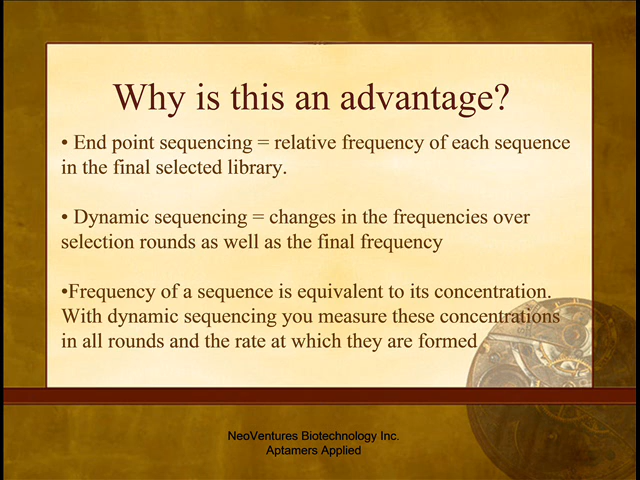 Why is this an advantage?
• End point sequencing = relative frequency of each sequence
in the final selected library.
• Dynamic sequencing = changes in the frequencies over
selection rounds as well as the final frequency
•Frequency of a sequence is equivalent to its concentration.
With dynamic sequencing you measure these concentrations
in all rounds and the rate at which they are formed
NeoVentures Biotechnology Inc.
Aptamers Applied